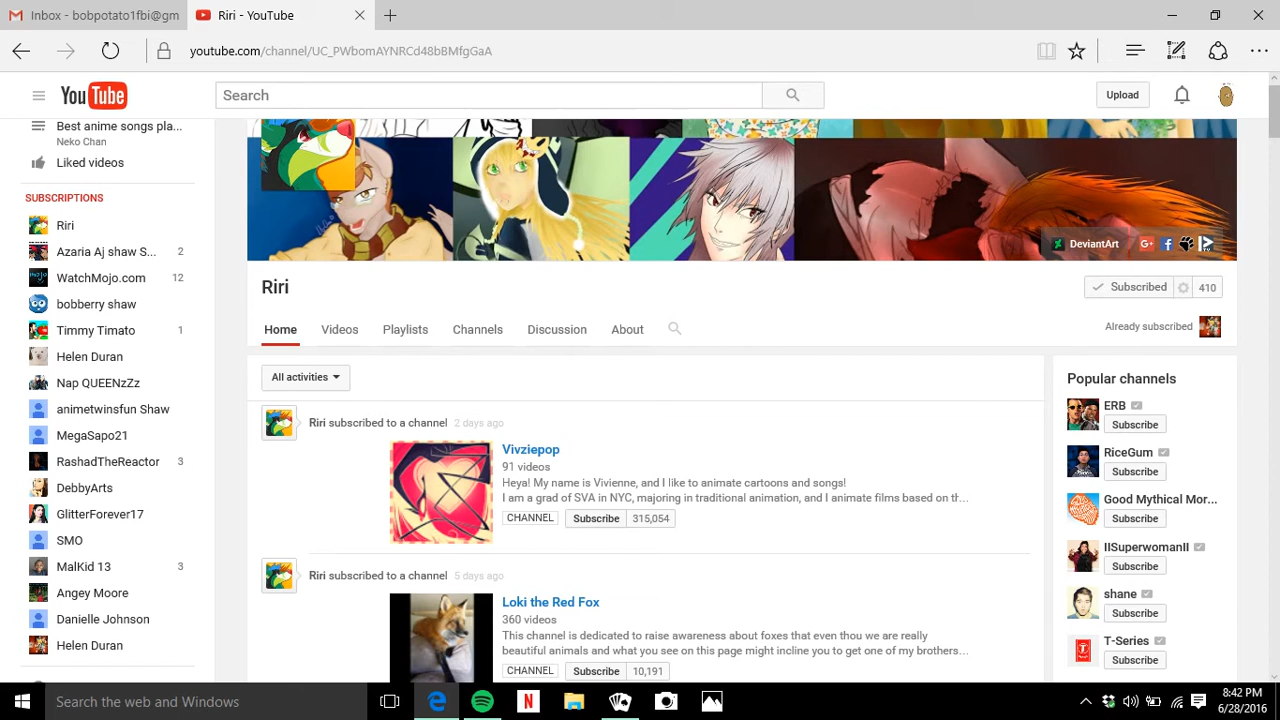 Inbox - bobpotato1fbi@gm
Riri - YouTube
youtube.com/channel/UC_PWbomAYNRCd48bBMfgGaA
YouTube
Search
Upload
Best anime songs pla...
Neko Chan
Liked videos
SUBSCRIPTIONS
Riri
Azaria Aj shaw S... 2
WatchMojo.com 12
bobberry shaw
Timmy Timato 1
Helen Duran
Nap QUEENzZz
animetwinsfun Shaw
MegaSapo21
RashadTheReactor 3
DebbyArts
GlitterForever17
SMO
MalKid 13 3
Angey Moore
Danielle Johnson
Helen Duran
DeviantArt
Riri
Subscribed 410
Home Videos Playlists Channels Discussion About
Already subscribed
All activities
Riri subscribed to a channel 2 days ago
Vivziepop
91 videos
Heya! My name is Vivienne, and I like to animate cartoons and songs!
I am a grad of SVA in NYC, majoring in traditional animation, and I animate films based on th...
CHANNEL Subscribe 315,054
Riri subscribed to a channel 5 days ago
Loki the Red Fox
360 videos
This channel is dedicated to raise awareness about foxes that even thou we are really
beautiful animals and what you see on this page might incline you to get one of my brothers...
CHANNEL Subscribe 10,191
Popular channels
ERB
Subscribe
RiceGum
Subscribe
Good Mythical Mor...
Subscribe
IISuperwomanII
Subscribe
shane
Subscribe
T-Series
Subscribe
Search the web and Windows
8:42 PM
6/28/2016